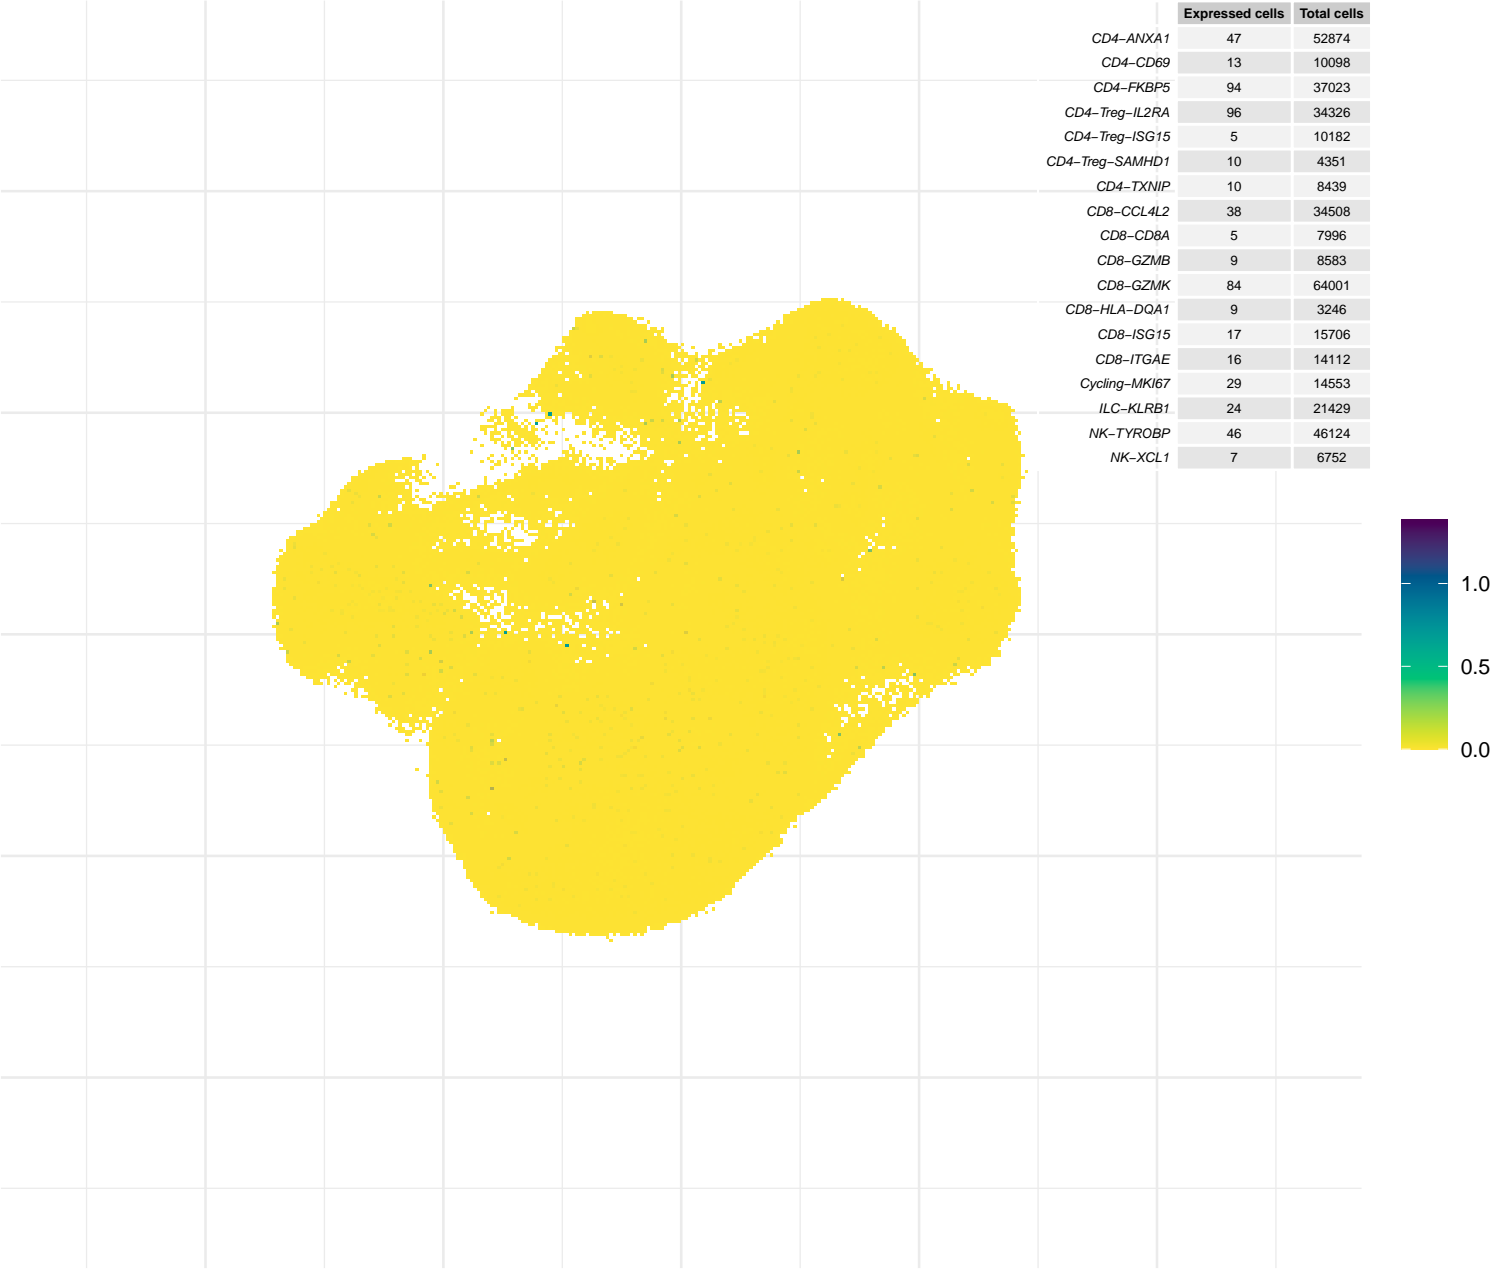 Expressed cells Total cells
CD4−ANXA1 47 52874
CD4−CD69 13 10098
CD4−FKBP5 94 37023
CD4−Treg−IL2RA 96 34326
CD4−Treg−ISG15 5 10182
CD4−Treg−SAMHD1 10 4351
CD4−TXNIP 10 8439
CD8−CCL4L2 38 34508
CD8−CD8A 5 7996
CD8−GZMB 9 8583
CD8−GZMK 84 64001
CD8−HLA−DQA1 9 3246
CD8−ISG15 17 15706
CD8−ITGAE 16 14112
Cycling−MKI67 29 14553
ILC−KLRB1 24 21429
NK−TYROBP 46 46124
NK−XCL1 7 6752
1.0
0.5
0.0